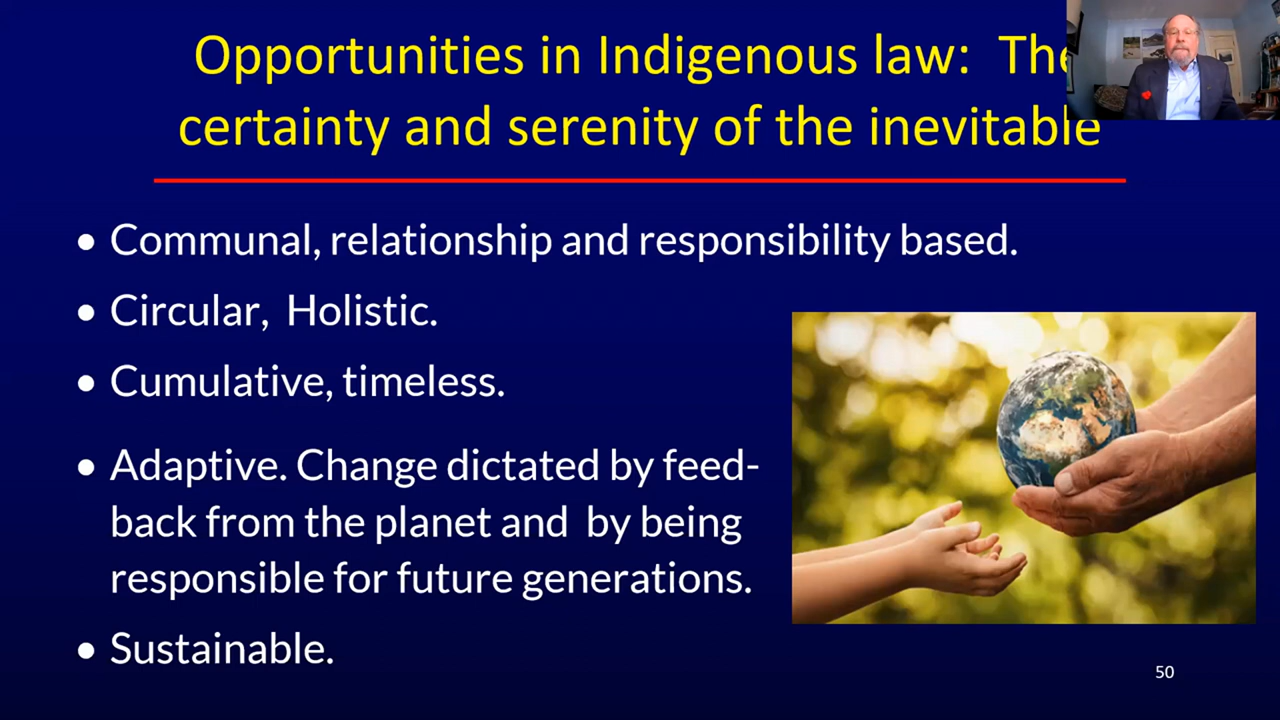 Opportunities in Indigenous law:  The
certainty and serenity of the inevitable
• Communal, relationship and responsibility based.
• Circular,  Holistic.
• Cumulative, timeless.
• Adaptive. Change dictated by feed-
back from the planet and  by being
responsible for future generations.
• Sustainable.
50